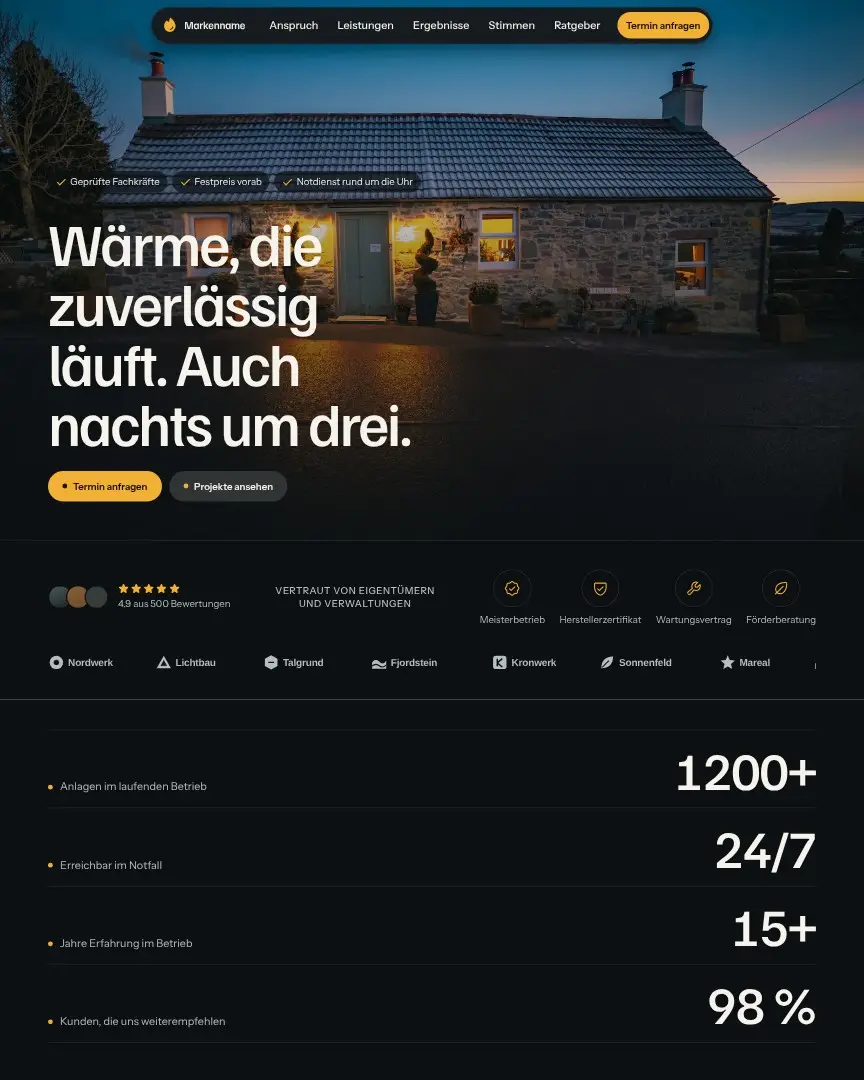 Markenname
Anspruch
Leistungen
Ergebnisse
Stimmen
Ratgeber
Termin anfragen
Geprüfte Fachkräfte
Festpreis vorab
Notdienst rund um die Uhr
Wärme, die
zuverlässig
läuft. Auch
nachts um drei.
Termin anfragen
Projekte ansehen
4.9 aus 500 Bewertungen
VERTRAUT VON EIGENTÜMERN
UND VERWALTUNGEN
Meisterbetrieb
Herstellerzertifikat
Wartungsvertrag
Förderberatung
Nordwerk
Lichtbau
Talgrund
Fjordstein
Kronwerk
Sonnenfeld
Mareal
Anlagen im laufenden Betrieb
1200+
Erreichbar im Notfall
24/7
Jahre Erfahrung im Betrieb
15+
Kunden, die uns weiterempfehlen
98 %